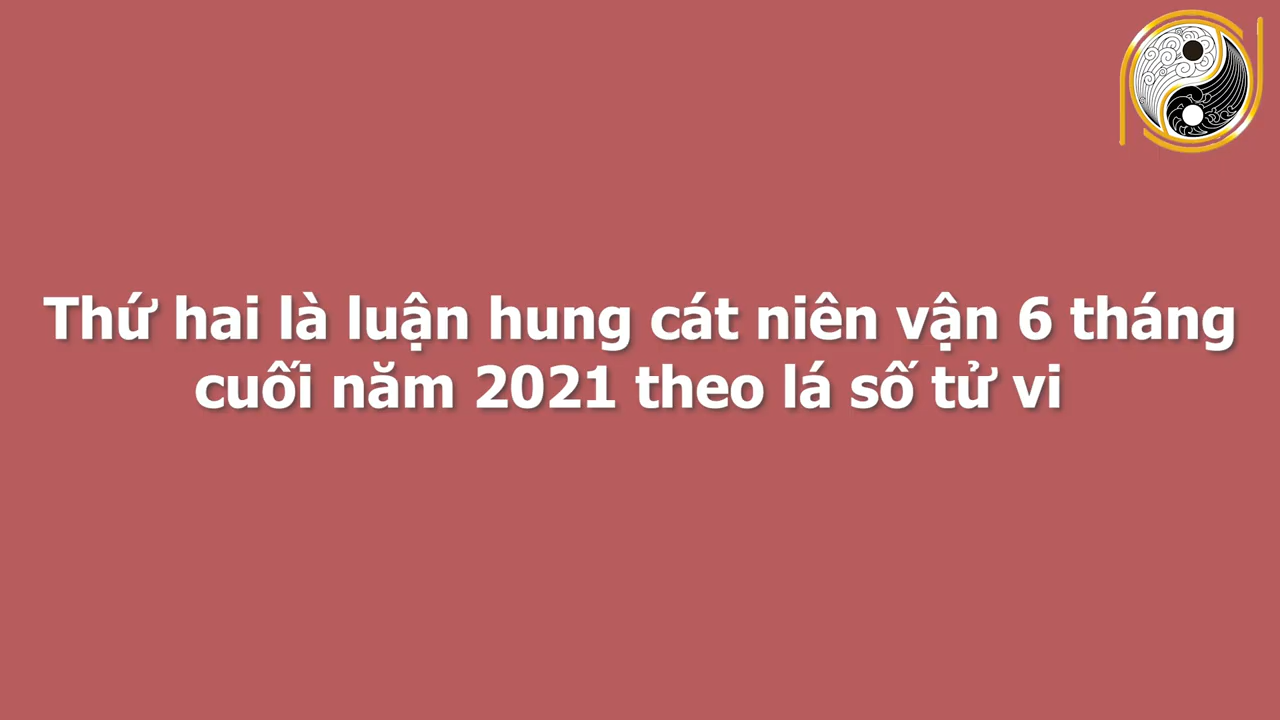 Thứ hai là luận hung cát niên vận 6 tháng
cuối năm 2021 theo lá số tử vi